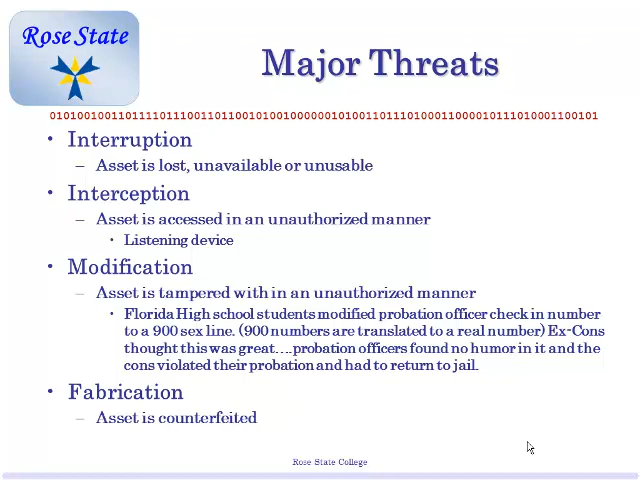 Rose State
Major Threats
01010010011011110111001101100101001000000101001101110100011000010111010001100101
• Interruption
– Asset is lost, unavailable or unusable
• Interception
– Asset is accessed in an unauthorized manner
• Listening device
• Modification
– Asset is tampered with in an unauthorized manner
• Florida High school students modified probation officer check in number
to a 900 sex line. (900 numbers are translated to a real number) Ex-Cons
thought this was great….probation officers found no humor in it and the
cons violated their probation and had to return to jail.
• Fabrication
– Asset is counterfeited
Rose State College